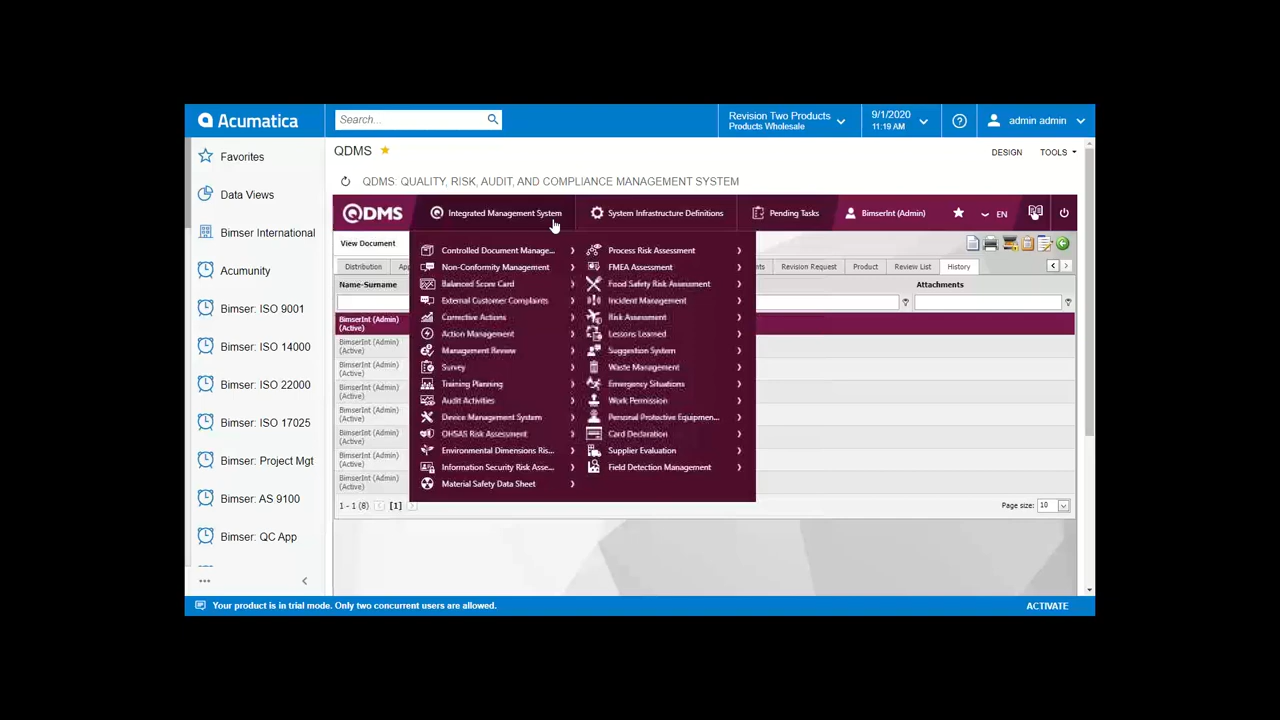 Acumatica
Search...
Revision Two Products
Products Wholesale
9/1/2020
11:19 AM
admin admin
Favorites
Data Views
Bimser International
Acumunity
Bimser: ISO 9001
Bimser: ISO 14000
Bimser: ISO 22000
Bimser: ISO 17025
Bimser: Project Mgt
Bimser: AS 9100
Bimser: QC App
QDMS
DESIGN
TOOLS
QDMS: QUALITY, RISK, AUDIT, AND COMPLIANCE MANAGEMENT SYSTEM
QDMS
Integrated Management System
System Infrastructure Definitions
Pending Tasks
BimserInt (Admin)
EN
View Document
Distribution
App
ts
Revision Request
Product
Review List
History
Name-Surname
Attachments
BimserInt (Admin)
(Active)
BimserInt (Admin)
(Active)
BimserInt (Admin)
(Active)
BimserInt (Admin)
(Active)
BimserInt (Admin)
(Active)
BimserInt (Admin)
(Active)
BimserInt (Admin)
(Active)
BimserInt (Admin)
(Active)
Controlled Document Manage...
Non-Conformity Management
Balanced Score Card
External Customer Complaints
Corrective Actions
Action Management
Management Review
Survey
Training Planning
Audit Activities
Device Management System
OHSAS Risk Assessment
Environmental Dimensions Ris...
Information Security Risk Asse...
Material Safety Data Sheet
Process Risk Assessment
FMEA Assessment
Food Safety Risk Assessment
Incident Management
Risk Assessment
Lessons Learned
Suggestion System
Waste Management
Emergency Situations
Work Permission
Personal Protective Equipmen...
Card Declaration
Supplier Evaluation
Field Detection Management
1 - 1 (8)
[1]
Page size: 10
Your product is in trial mode. Only two concurrent users are allowed.
ACTIVATE